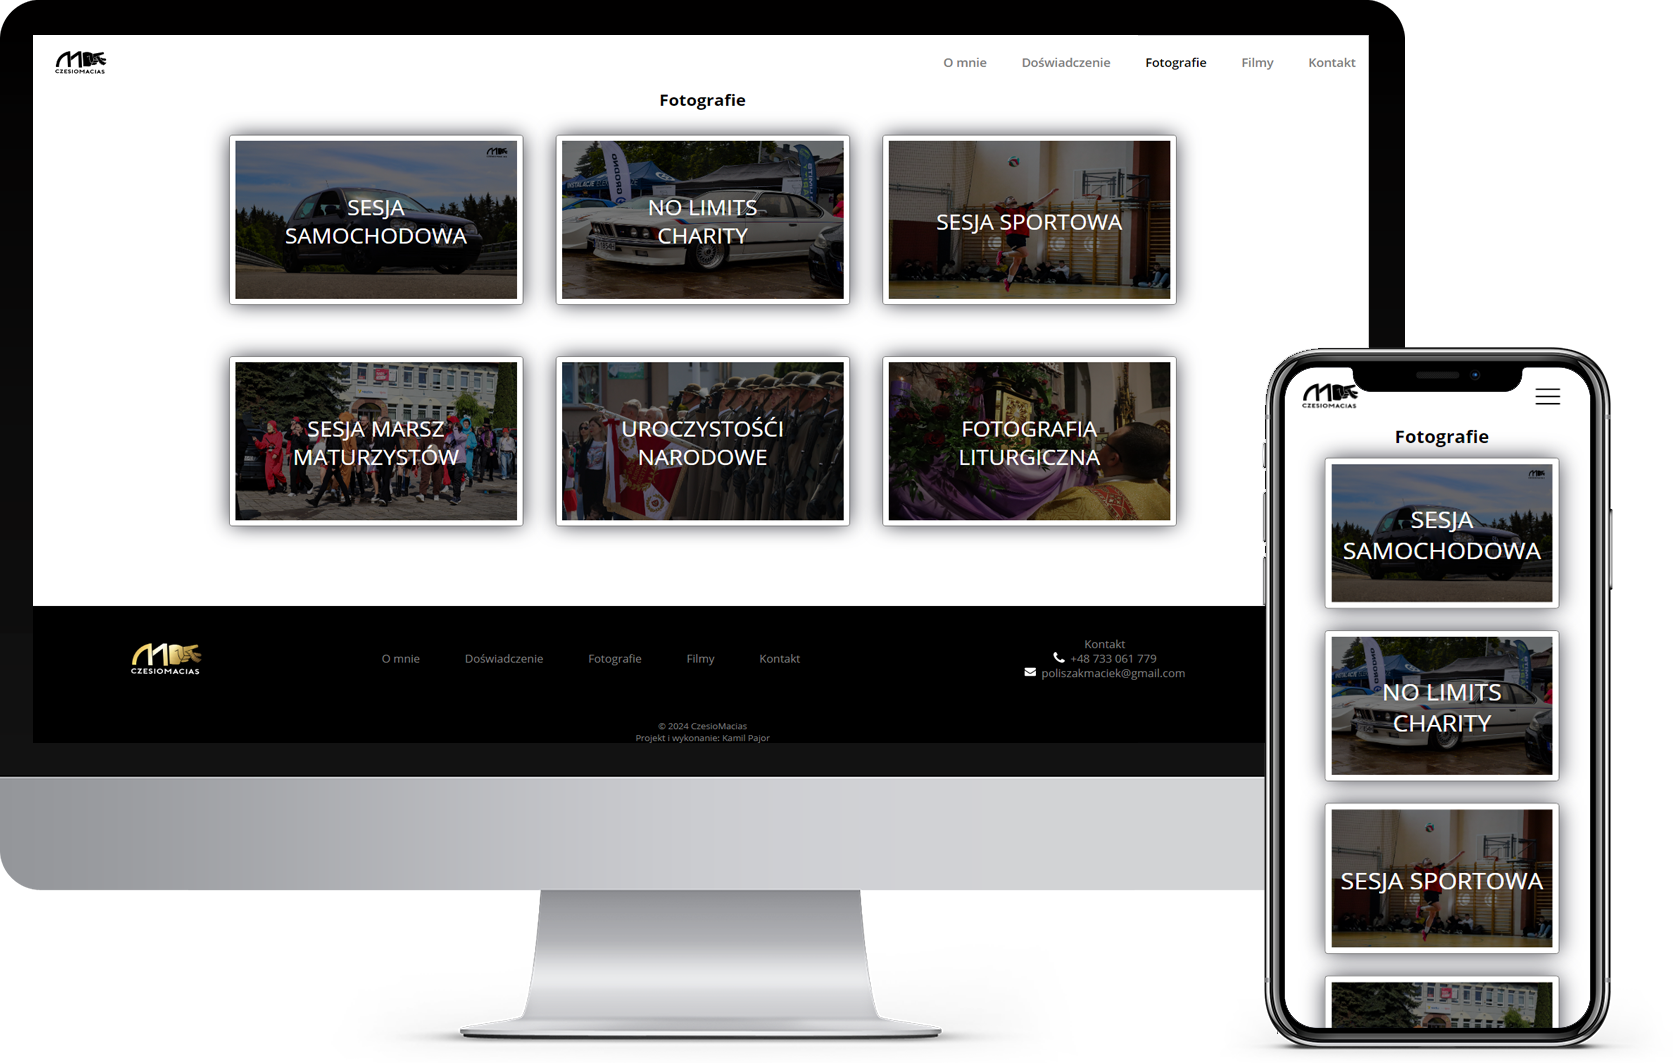 CZESIOMACIAS
O mnie Doświadczenie Fotografie Filmy Kontakt
Fotografie
SESJA
SAMOCHODOWA
NO LIMITS
CHARITY
SESJA SPORTOWA
SESJA MARSZ
MATURZYSTÓW
UROCZYSTOŚĆI
NARODOWE
FOTOGRAFIA
LITURGICZNA
CZESIOMACIAS
O mnie Doświadczenie Fotografie Filmy Kontakt
Kontakt
+48 733 061 779
poliszakmaciek@gmail.com
© 2024 CzesioMacias
Projekt i wykonanie: Kamil Pajor
CZESIOMACIAS
Fotografie
SESJA
SAMOCHODOWA
NO LIMITS
CHARITY
SESJA SPORTOWA